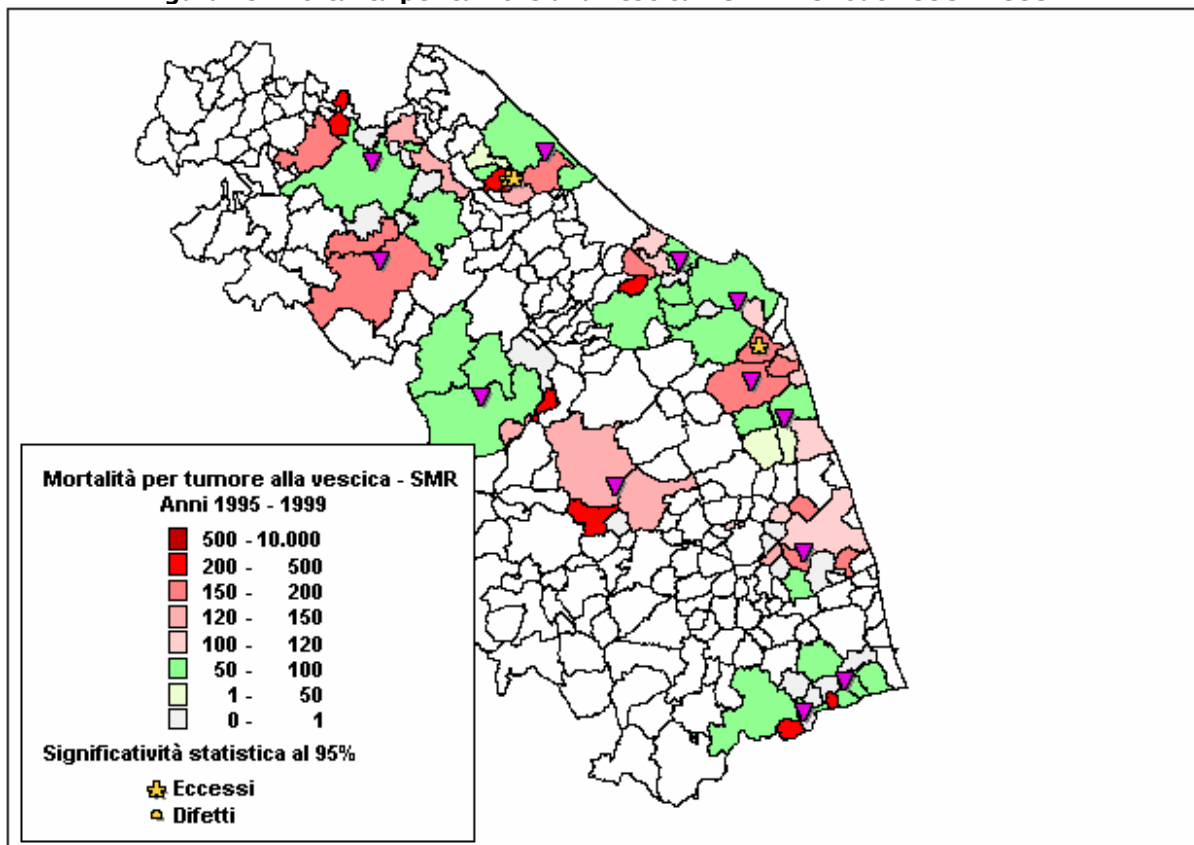 Mortalità per tumore alla vescica - SMR
Anni 1995 - 1999
500 - 10.000
200 - 500
150 - 200
120 - 150
100 - 120
50 - 100
1 - 50
0 - 1
Significatività statistica al 95%
Eccessi
Difetti